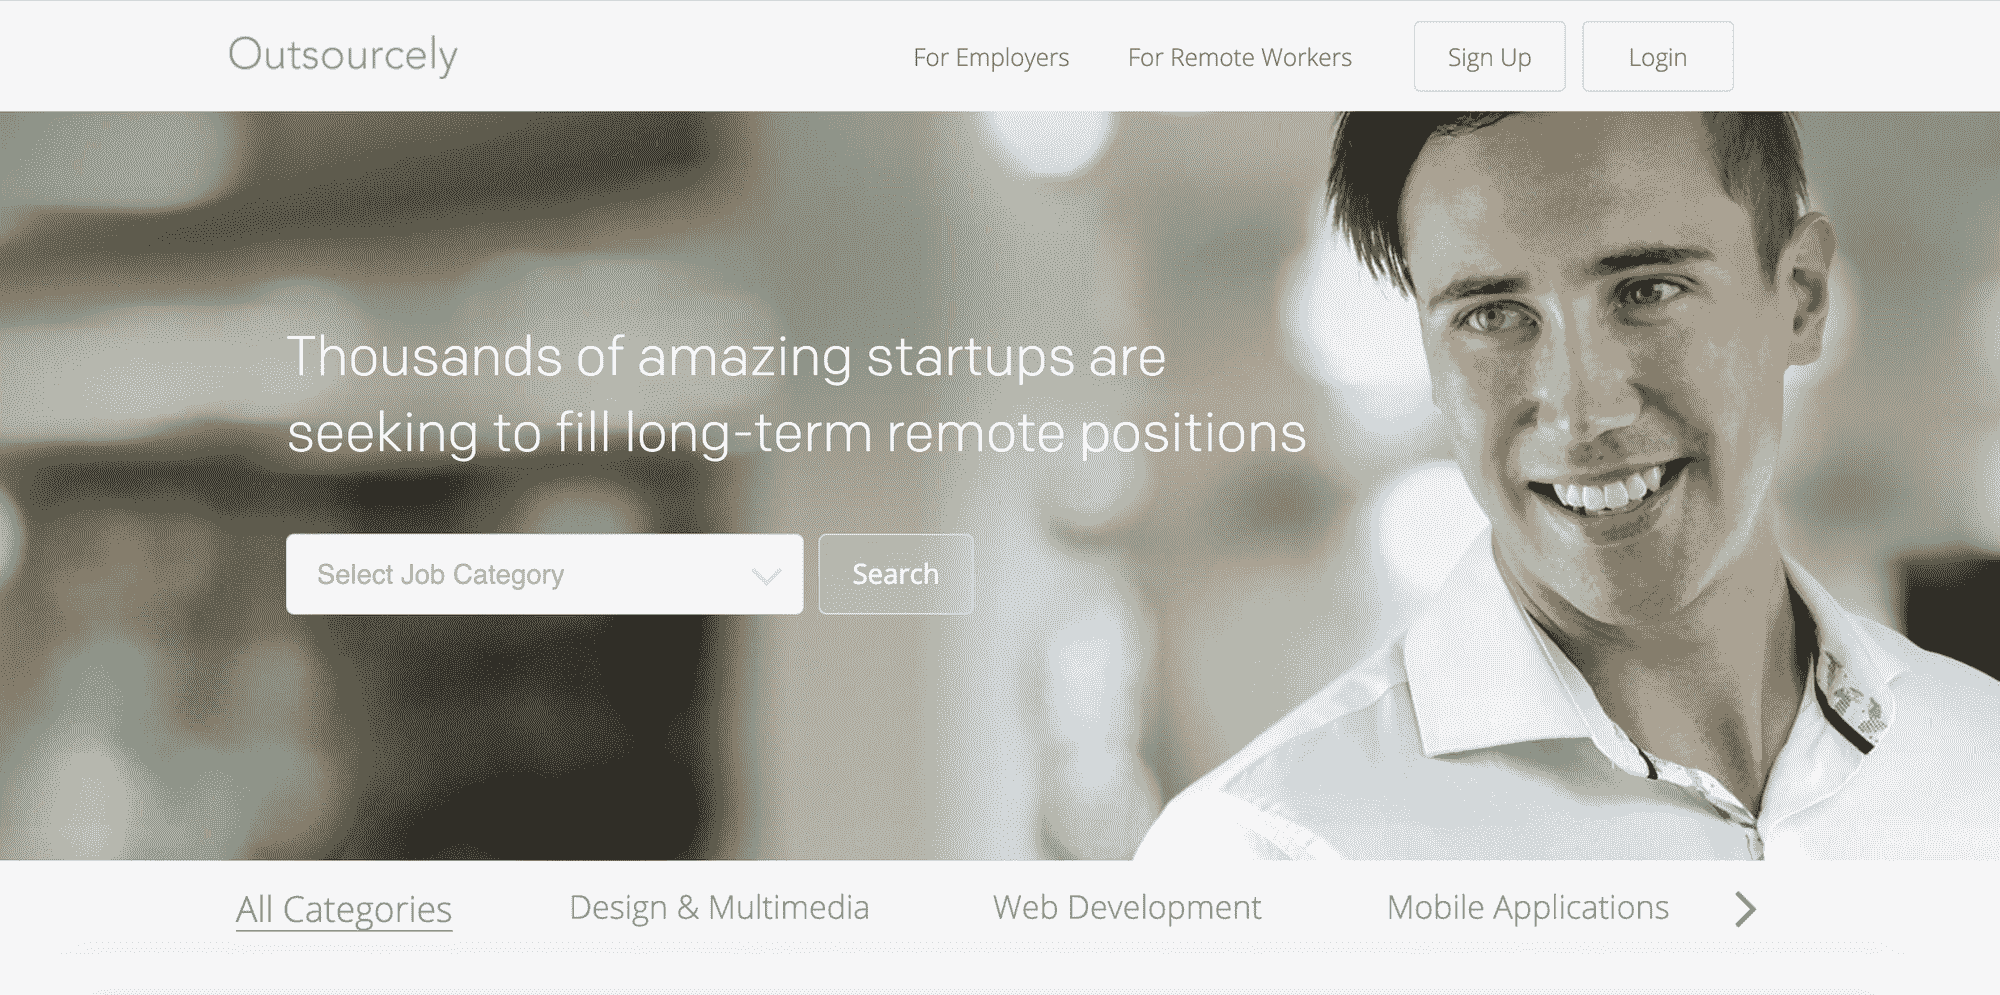 Outsourcely
For Employers
For Remote Workers
Sign Up
Login
Thousands of amazing startups are
seeking to fill long-term remote positions
Select Job Category
Search
All Categories
Design & Multimedia
Web Development
Mobile Applications